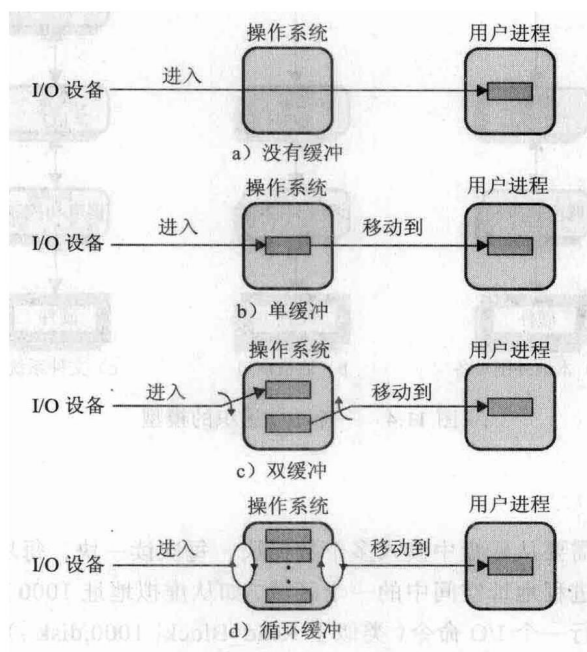 操作系统 用户进程
进入
I/O 设备
a）没有缓冲
操作系统 用户进程
进入 移动到
I/O 设备
b）单缓冲
操作系统 用户进程
进入 移动到
I/O 设备
c）双缓冲
操作系统 用户进程
进入 移动到
I/O 设备
d）循环缓冲